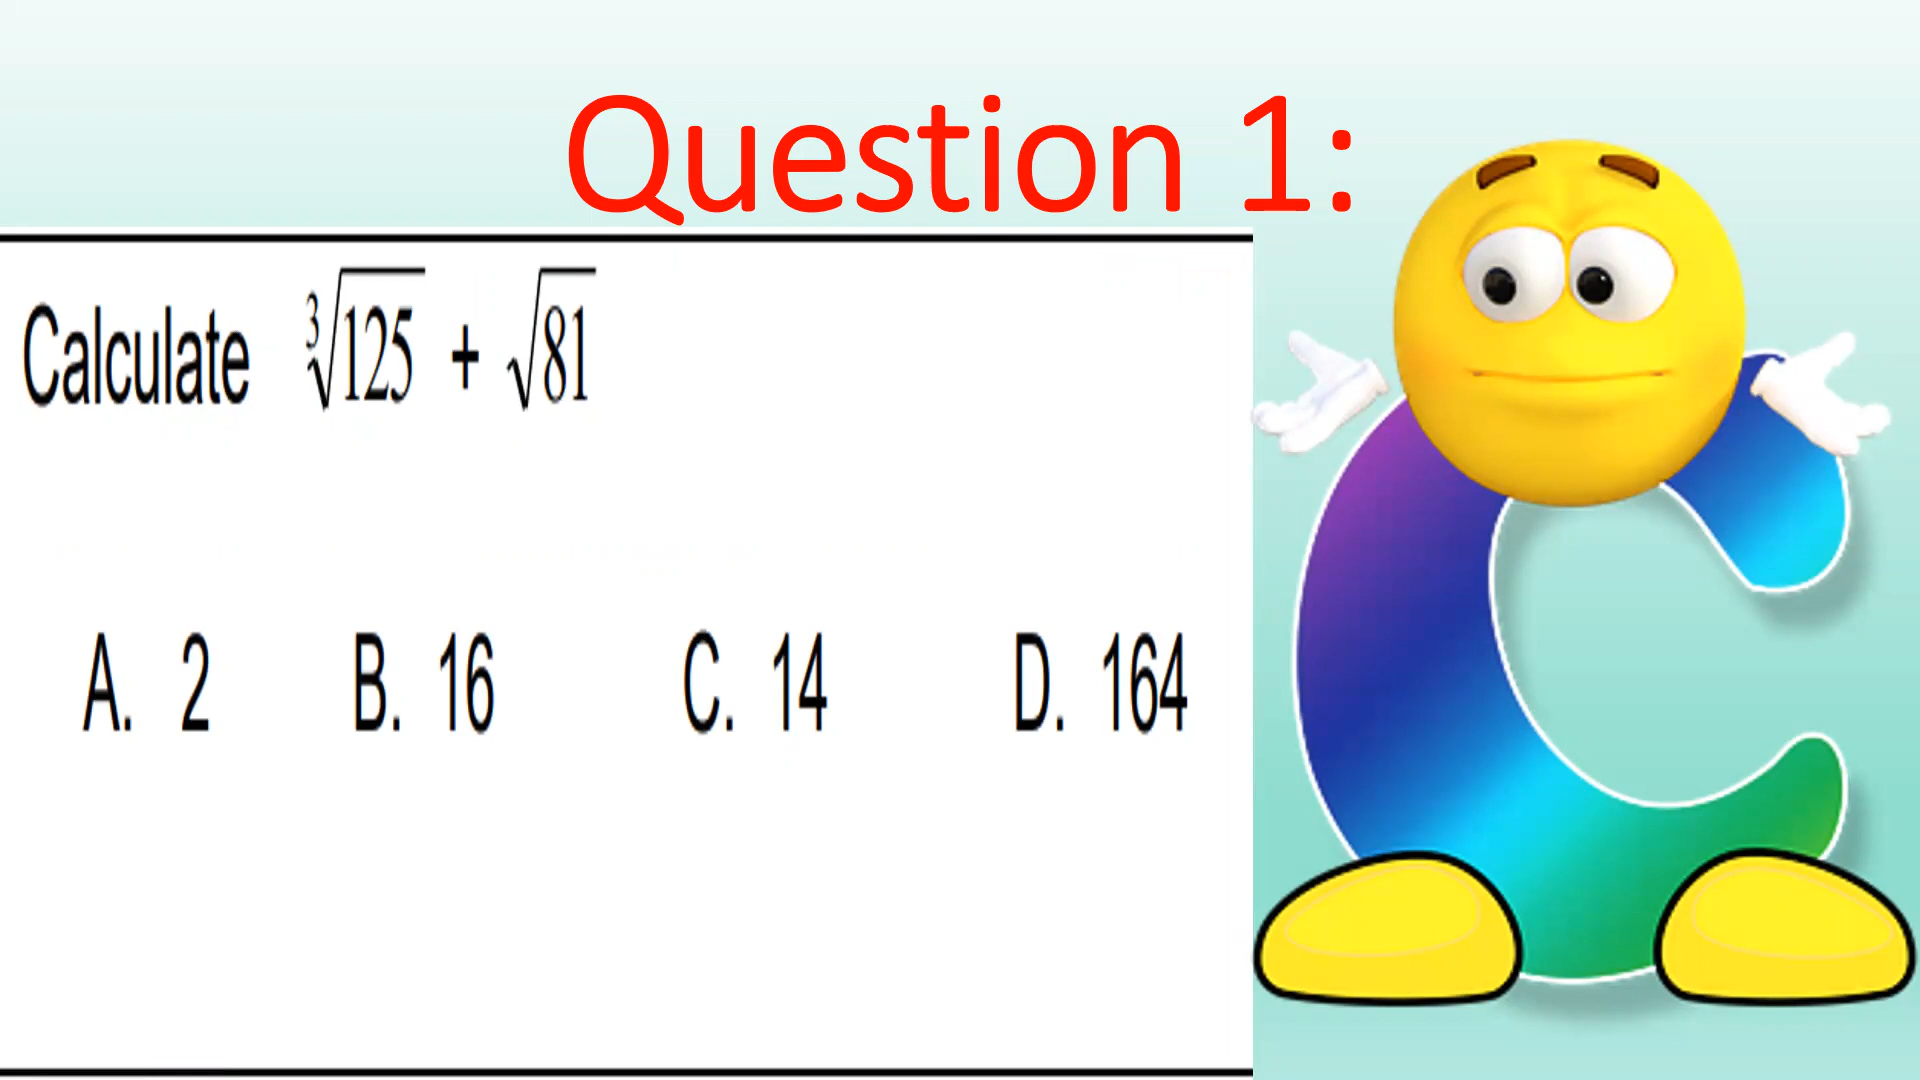 Question 1:
Calculate ∛125 + √81
A. 2 B. 16 C. 14 D. 164